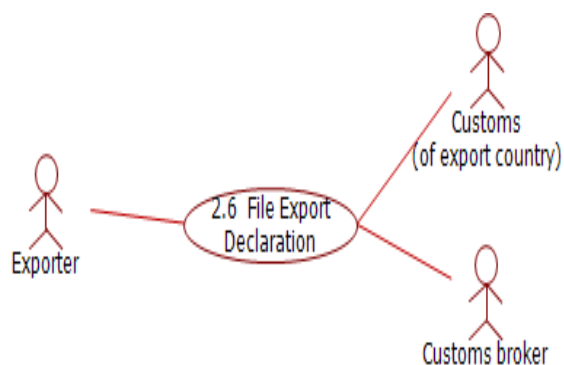 Customs
(of export country)
2.6 File Export
Declaration
Exporter
Customs broker